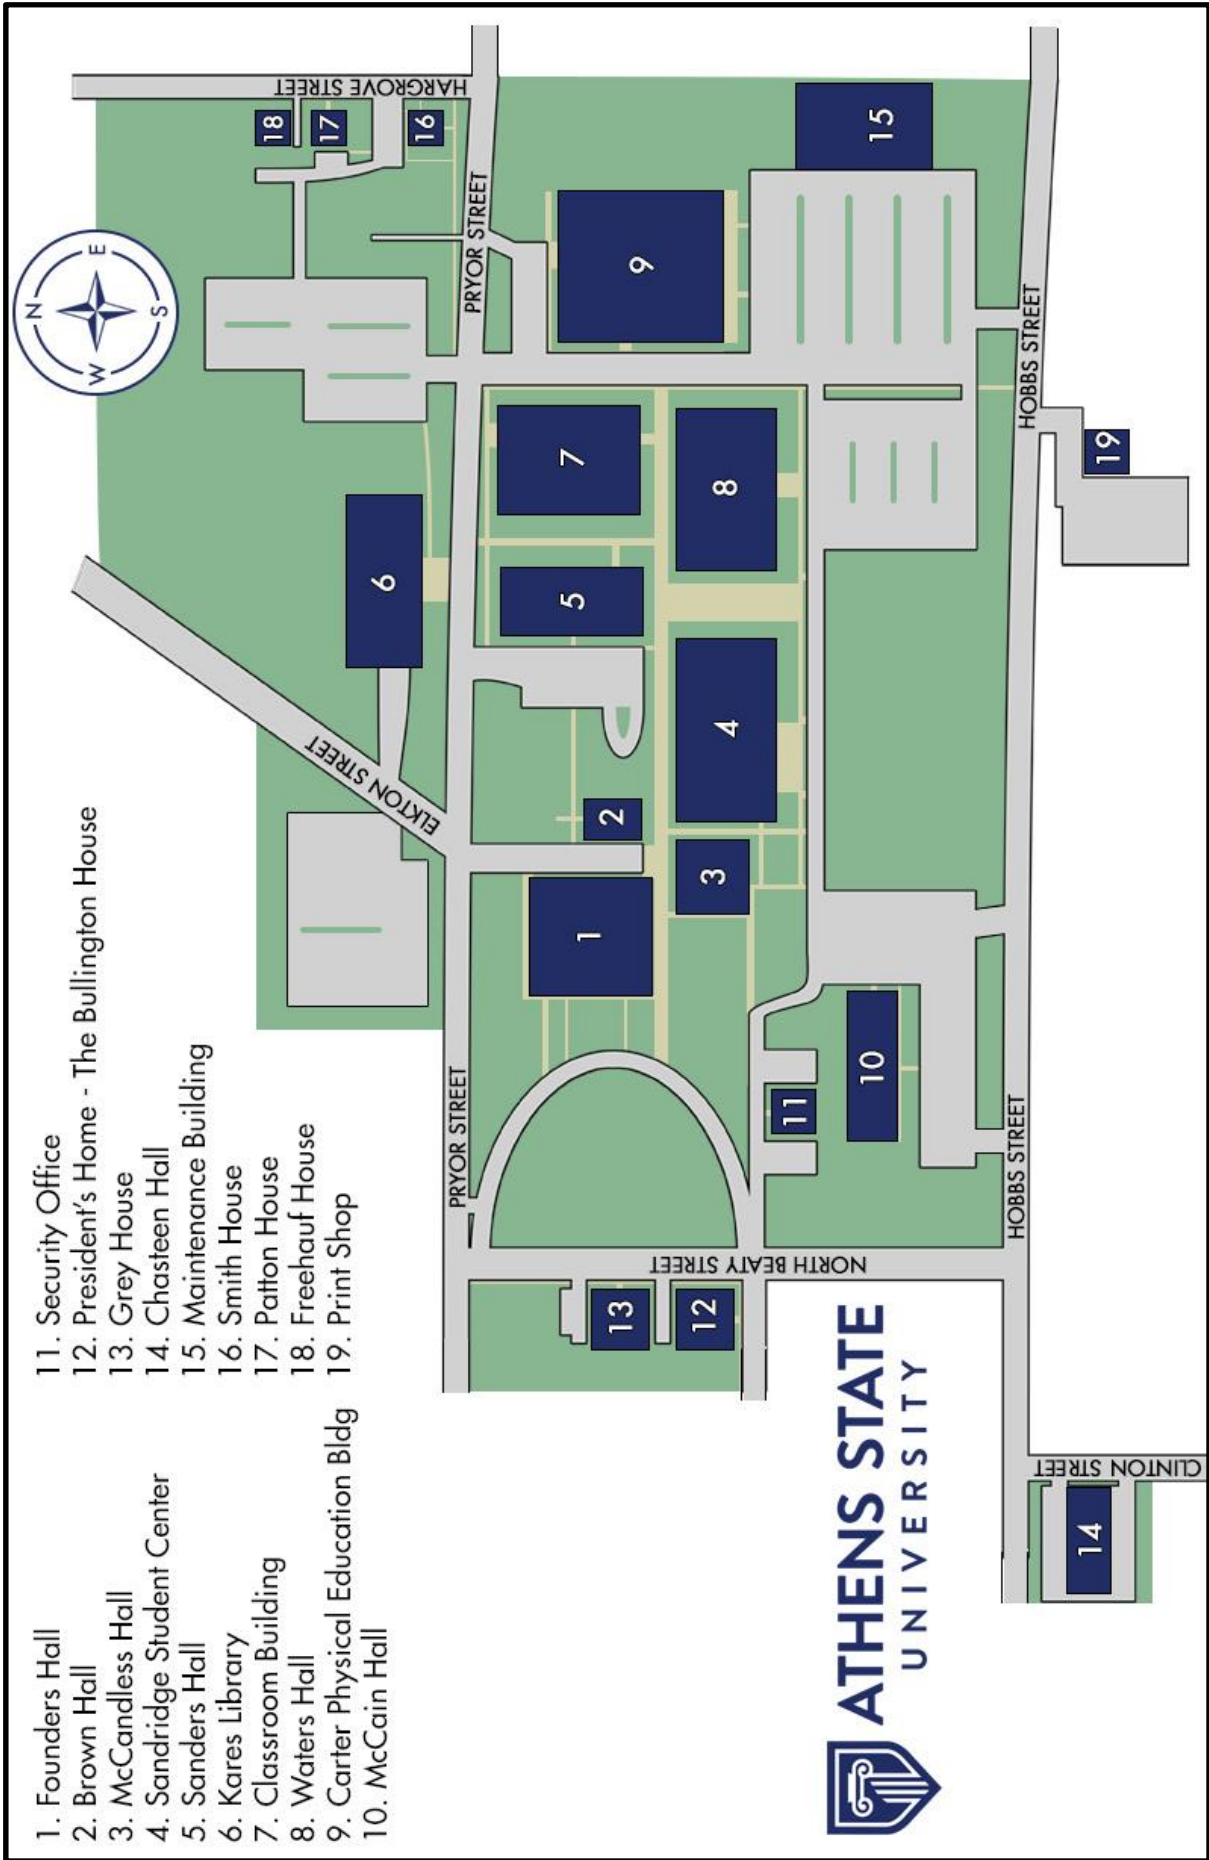 1. Founders Hall
2. Brown Hall
3. McCandless Hall
4. Sandridge Student Center
5. Sanders Hall
6. Kares Library
7. Classroom Building
8. Waters Hall
9. Carter Physical Education Bldg
10. McCain Hall
11. Security Office
12. President's Home - The Bullington House
13. Grey House
14. Chasteen Hall
15. Maintenance Building
16. Smith House
17. Patton House
18. Freehauf House
19. Print Shop
N
E
S
W
HARGROVE STREET
18
17
16
ELKTON STREET
6
PRYOR STREET
PRYOR STREET
13
12
NORTH BEATY STREET
1
2
3
4
5
7
8
9
11
10
15
HOBBS STREET
HOBBS STREET
19
14
CLINTON STREET
ATHENS STATE
UNIVERSITY